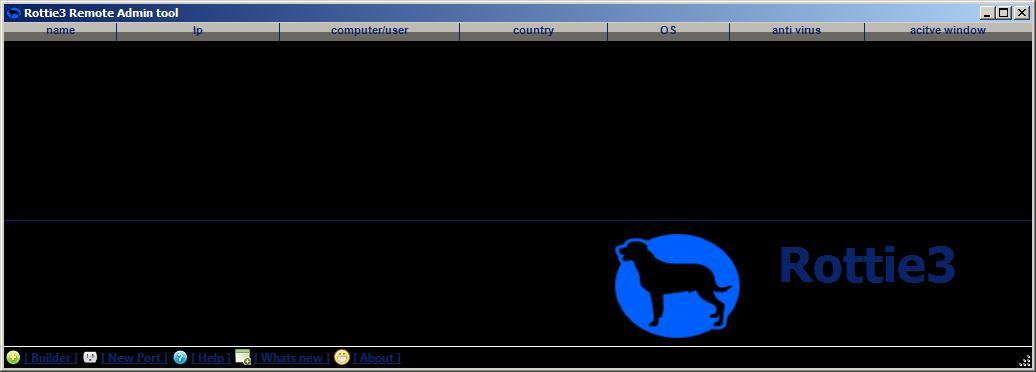 Rottie3 Remote Admin tool
name Ip computer/user country OS anti virus acitve window
Rottie3
[ Builder ] [ New Port ] [ Help ] [ Whats new ] [ About ]